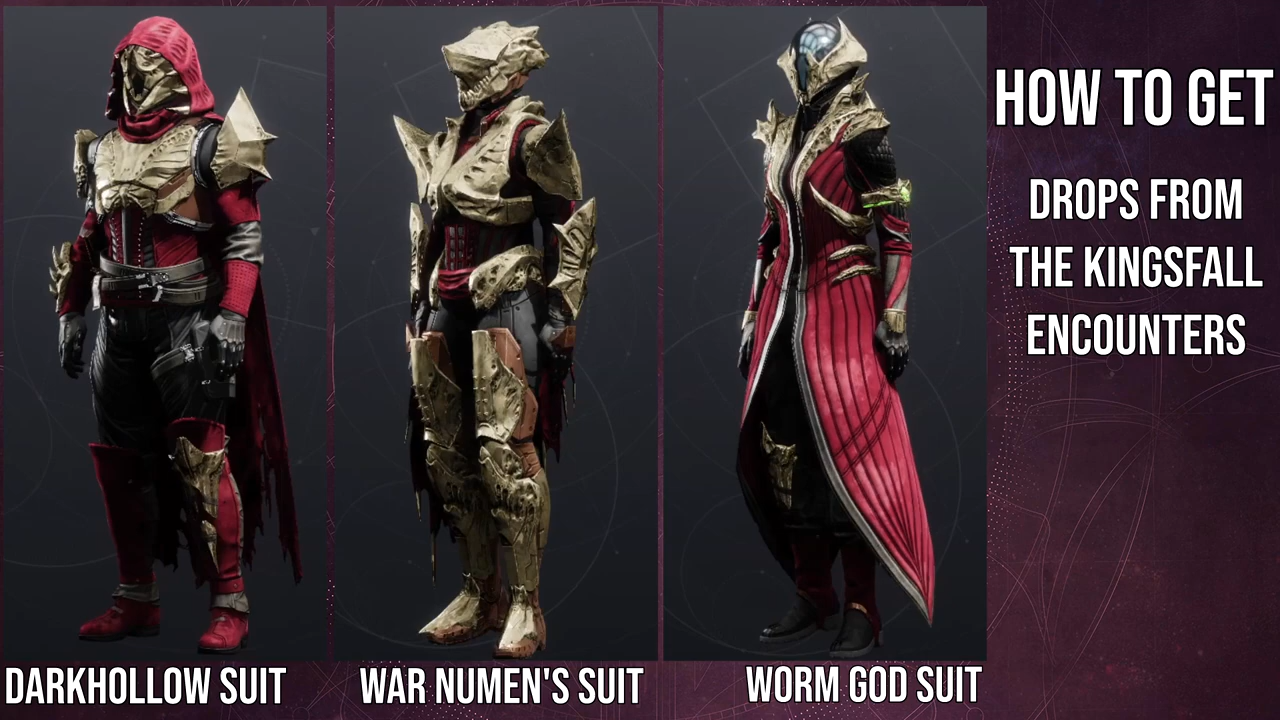 HOW TO GET
DROPS FROM
THE KINGSFALL
ENCOUNTERS
DARKHOLLOW SUIT
WAR NUMEN'S SUIT
WORM GOD SUIT